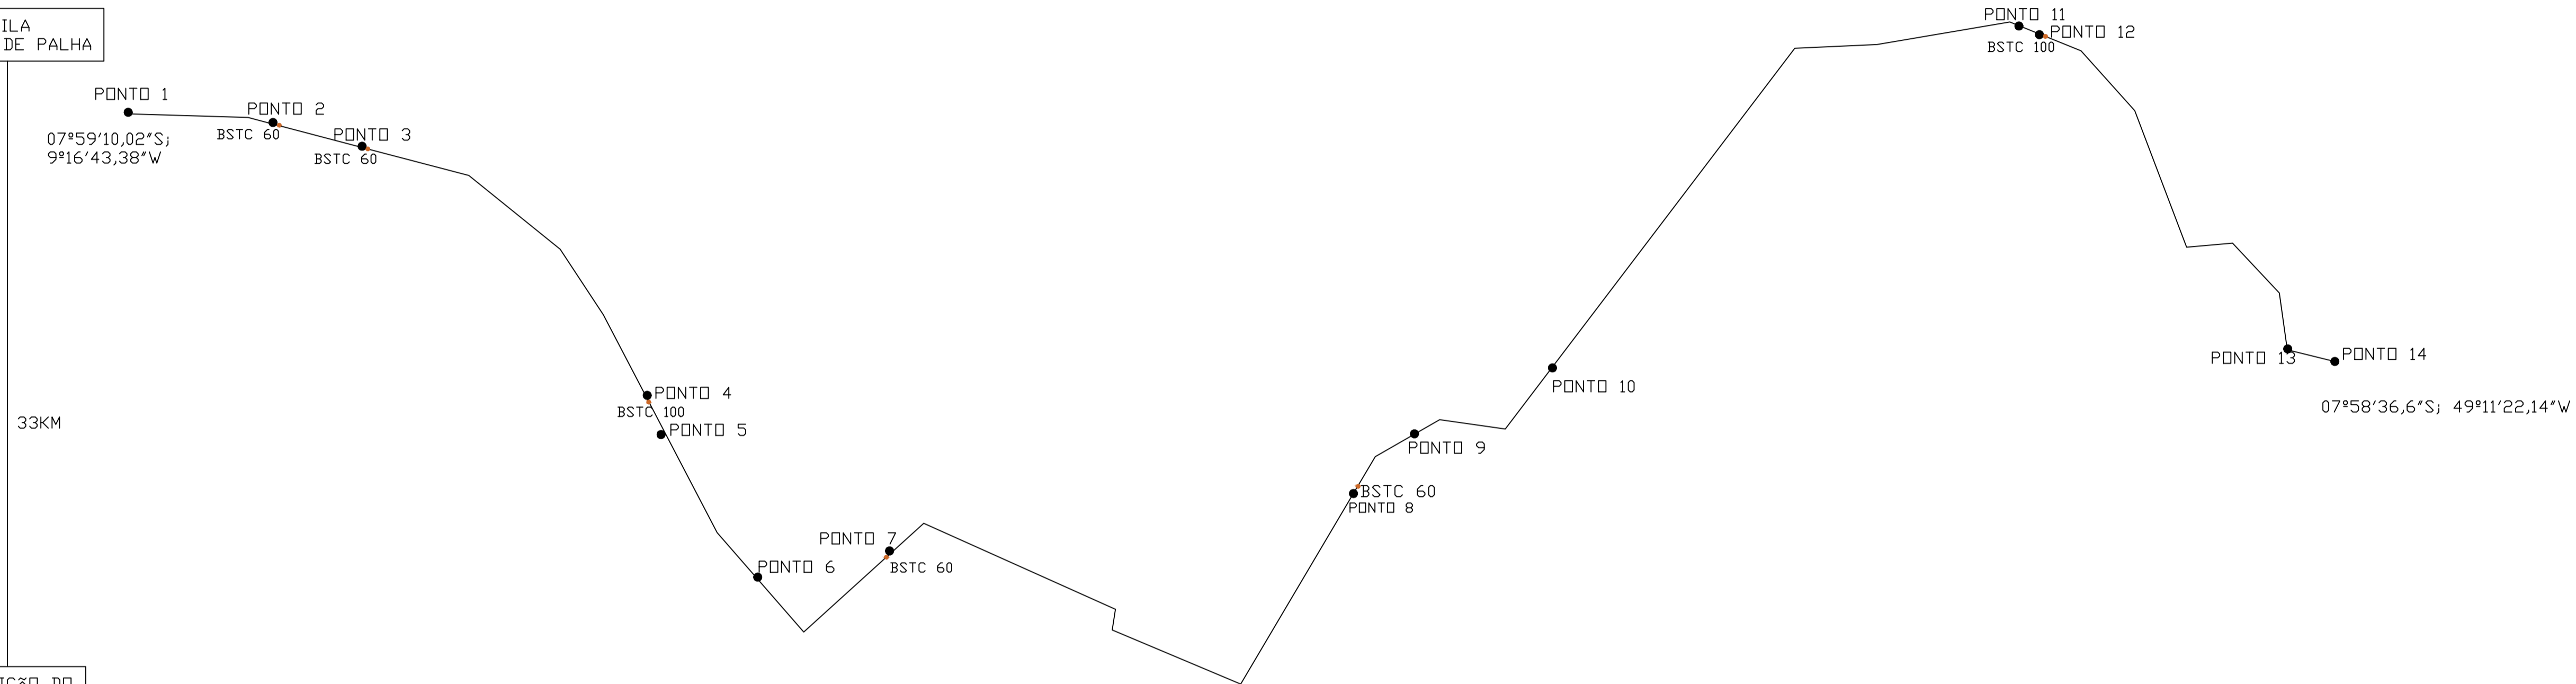 ILA
DE PALHA
PONTO 1
07º59'10,02"S;
9º16'43,38"W
PONTO 2
BSTC 60
PONTO 3
BSTC 60
PONTO 4
BSTC 100
PONTO 5
PONTO 6
PONTO 7
BSTC 60
BSTC 60
PONTO 8
PONTO 9
PONTO 10
PONTO 11
BSTC 100
PONTO 12
PONTO 13
PONTO 14
07º58'36,6"S; 49º11'22,14"W
33KM
IÇÃO DO